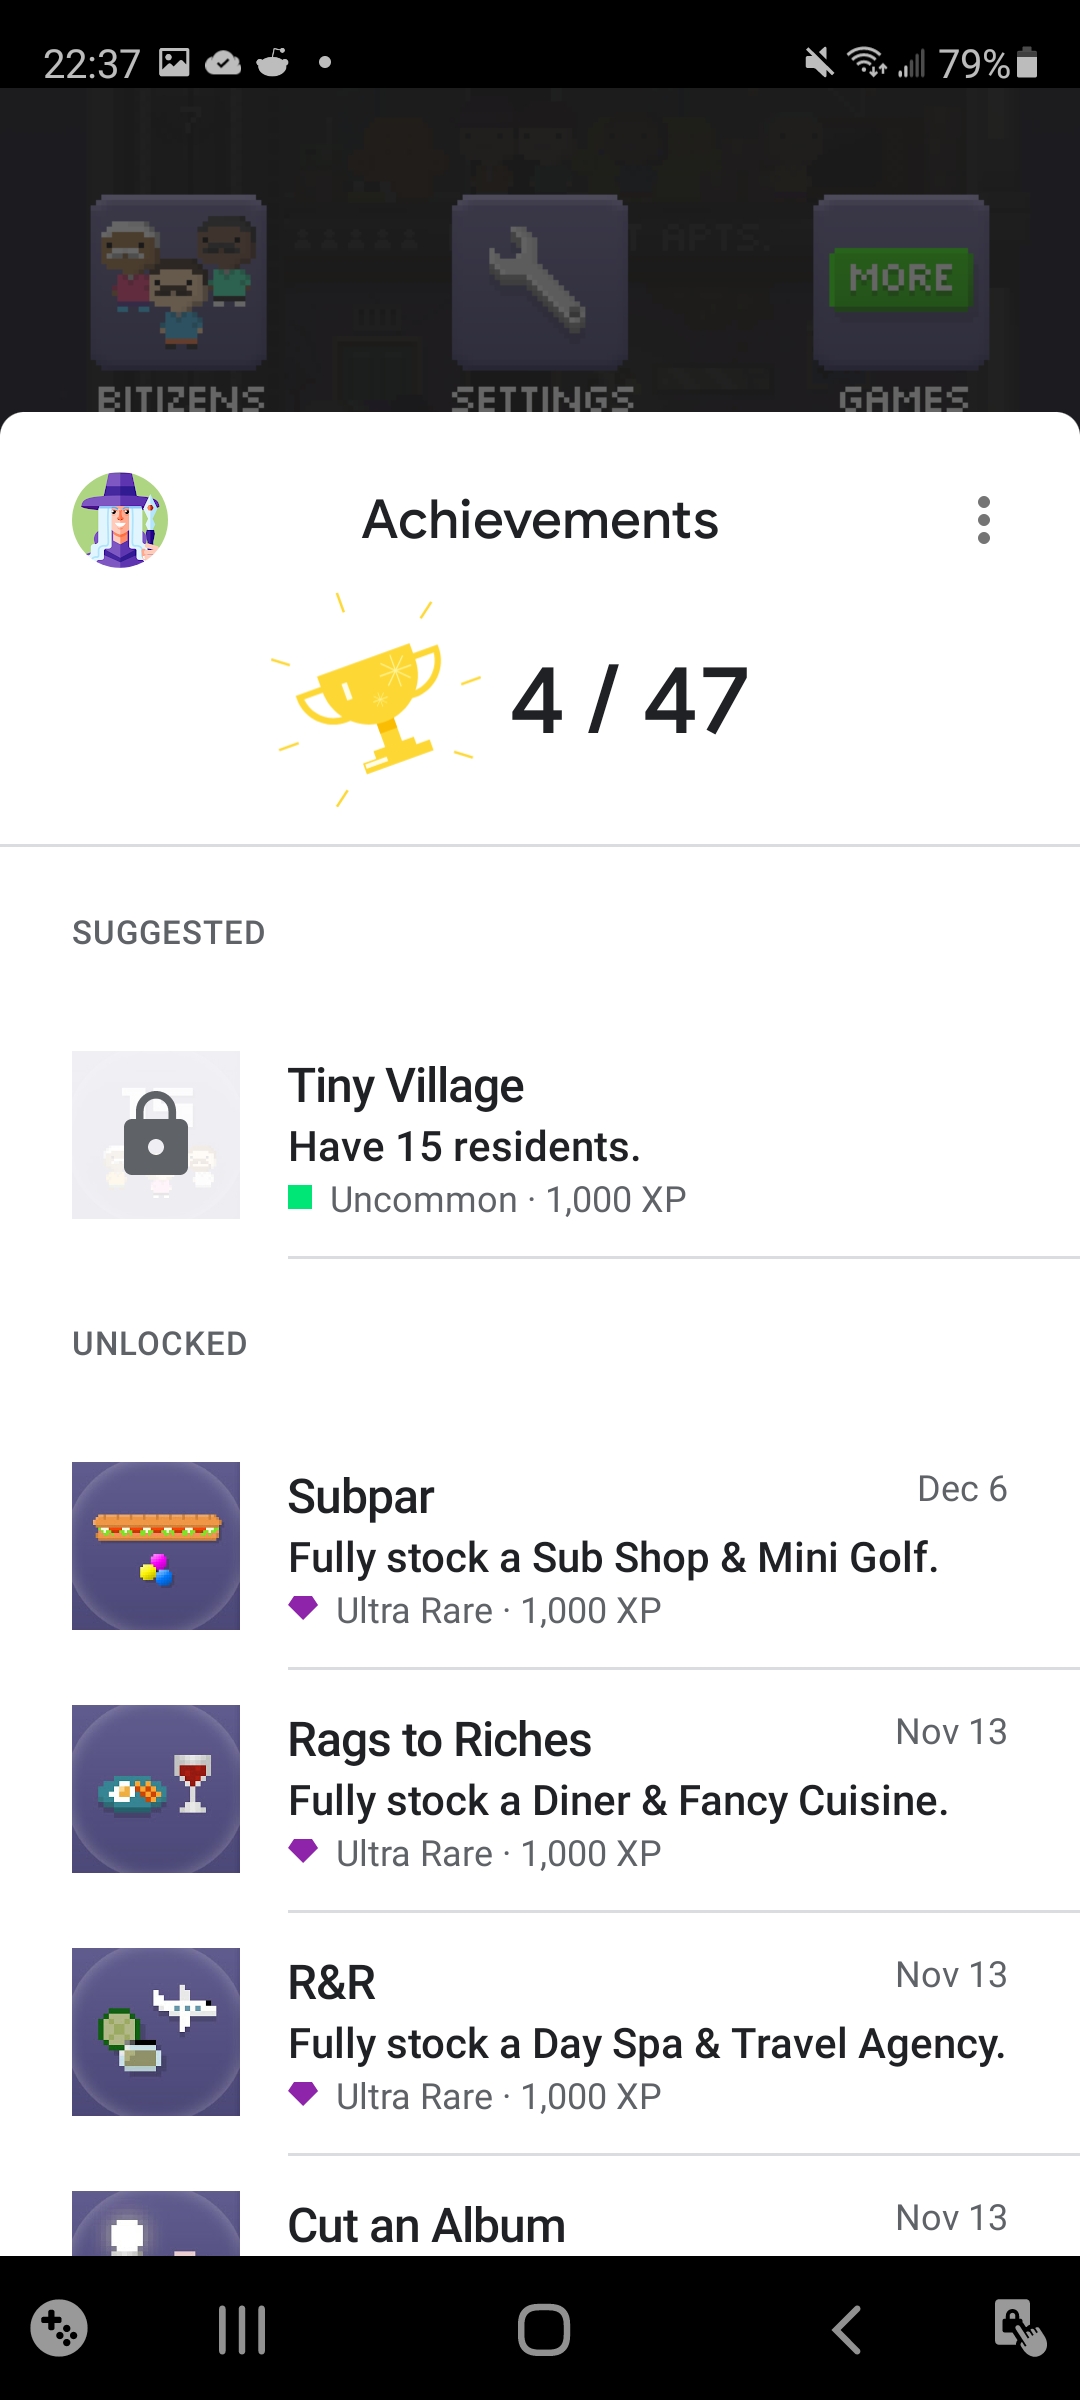 22:37
79%
APTS.
MORE
BITIZENS
SETTINGS
GAMES
Achievements
4 / 47
SUGGESTED
Tiny Village
Have 15 residents.
Uncommon · 1,000 XP
UNLOCKED
Subpar
Dec 6
Fully stock a Sub Shop & Mini Golf.
Ultra Rare · 1,000 XP
Rags to Riches
Nov 13
Fully stock a Diner & Fancy Cuisine.
Ultra Rare · 1,000 XP
R&R
Nov 13
Fully stock a Day Spa & Travel Agency.
Ultra Rare · 1,000 XP
Cut an Album
Nov 13